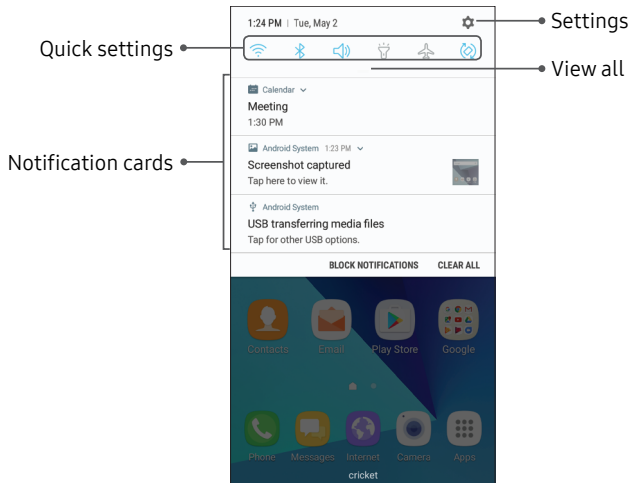 1:24 PM | Tue, May 2
Settings
Quick settings
View all
Calendar
Meeting
1:30 PM
Notification cards
Android System 1:23 PM
Screenshot captured
Tap here to view it.
Android System
USB transferring media files
Tap for other USB options.
BLOCK NOTIFICATIONS CLEAR ALL
Contacts Email Play Store Google
Phone Messages Internet Camera Apps
cricket